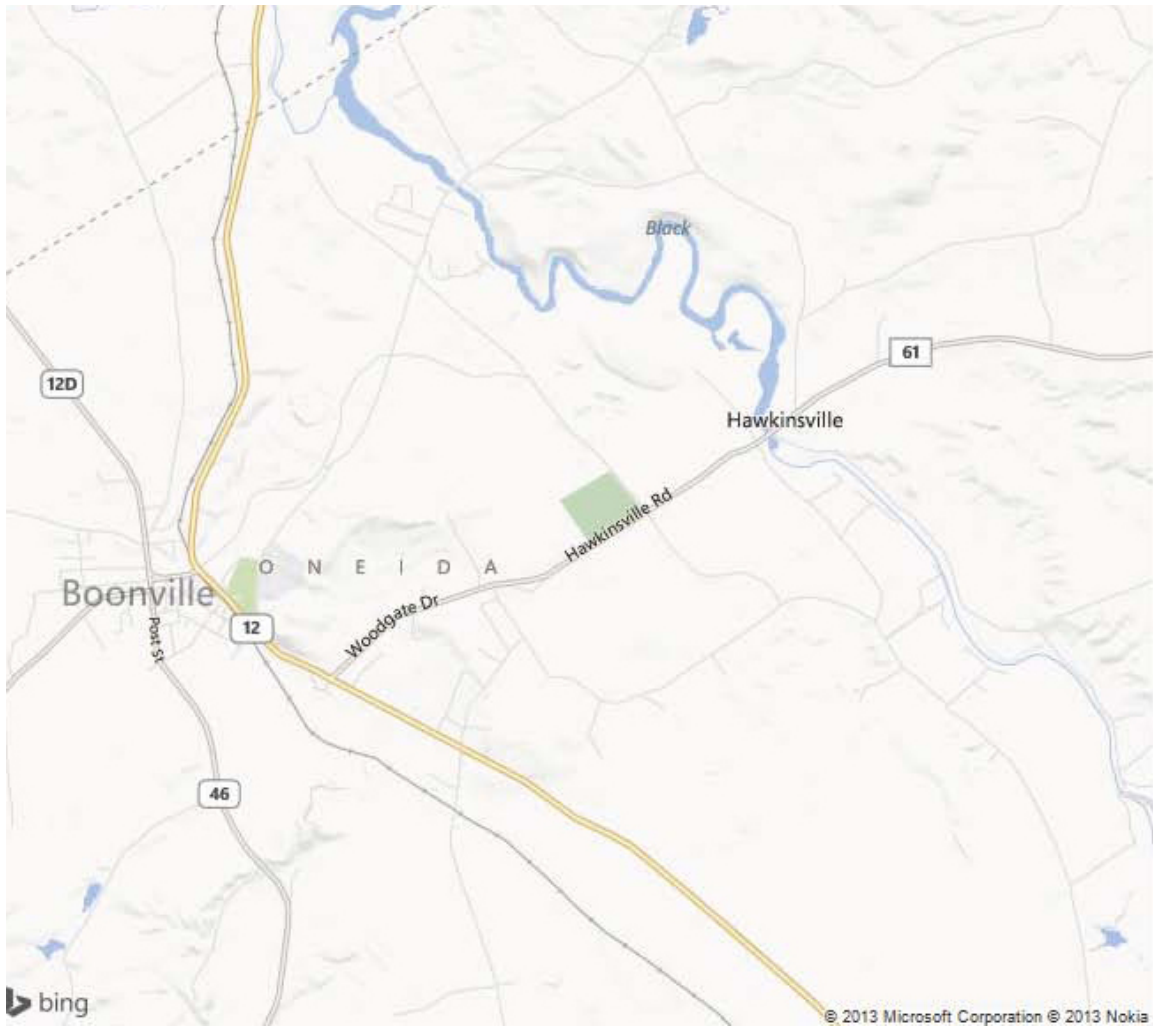 Black
61
12D
Hawkinsville
Hawkinsville Rd
ONEIDA
Boonville
Woodgate Dr
12
Post St
46
bing
© 2013 Microsoft Corporation © 2013 Nokia